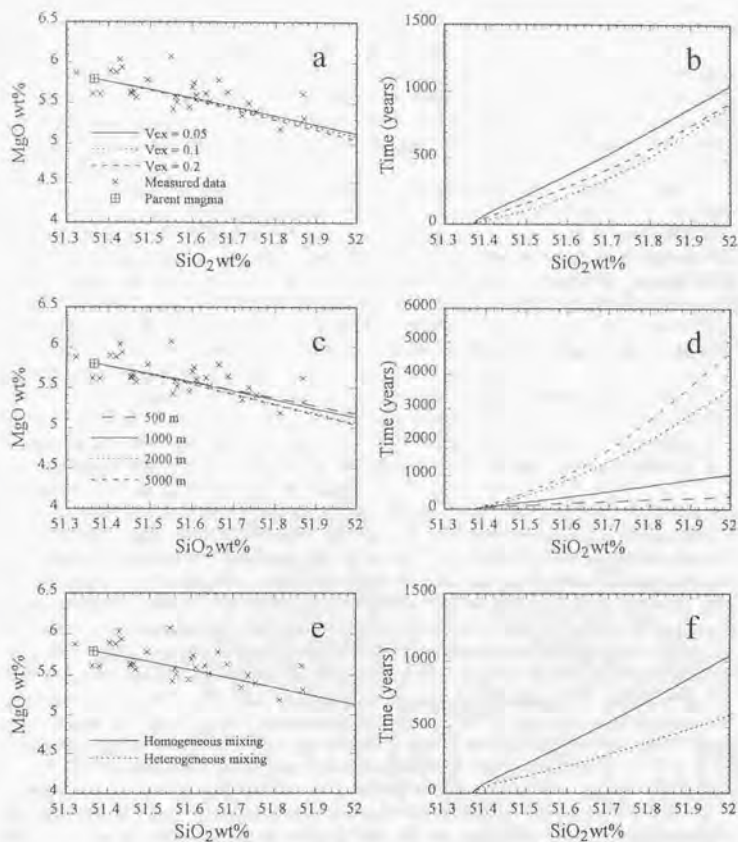 6.5
6
5.5
5
4.5
4
MgO wt%
a
Vex = 0.05
Vex = 0.1
Vex = 0.2
Measured data
Parent magma
51.3 51.4 51.5 51.6 51.7 51.8 51.9 52
SiO2wt%
1500
1000
500
0
Time (years)
b
51.3 51.4 51.5 51.6 51.7 51.8 51.9 52
SiO2wt%
6.5
6
5.5
5
4.5
4
MgO wt%
c
500 m
1000 m
2000 m
5000 m
51.3 51.4 51.5 51.6 51.7 51.8 51.9 52
SiO2wt%
6000
5000
4000
3000
2000
1000
0
Time (years)
d
51.3 51.4 51.5 51.6 51.7 51.8 51.9 52
SiO2wt%
6.5
6
5.5
5
4.5
4
MgO wt%
e
Homogeneous mixing
Heterogeneous mixing
51.3 51.4 51.5 51.6 51.7 51.8 51.9 52
SiO2wt%
1500
1000
500
0
Time (years)
f
51.3 51.4 51.5 51.6 51.7 51.8 51.9 52
SiO2wt%